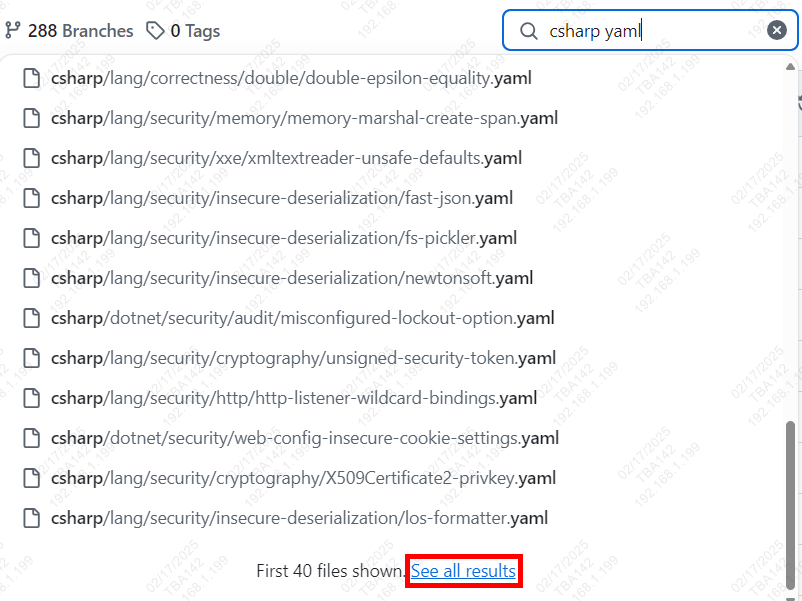 288 Branches 0 Tags csharp yaml
csharp/lang/correctness/double/double-epsilon-equality.yaml
csharp/lang/security/memory/memory-marshal-create-span.yaml
csharp/lang/security/xxe/xmltextreader-unsafe-defaults.yaml
csharp/lang/security/insecure-deserialization/fast-json.yaml
csharp/lang/security/insecure-deserialization/fs-pickler.yaml
csharp/lang/security/insecure-deserialization/newtonsoft.yaml
csharp/dotnet/security/audit/misconfigured-lockout-option.yaml
csharp/lang/security/cryptography/unsigned-security-token.yaml
csharp/lang/security/http/http-listener-wildcard-bindings.yaml
csharp/dotnet/security/web-config-insecure-cookie-settings.yaml
csharp/lang/security/cryptography/X509Certificate2-privkey.yaml
csharp/lang/security/insecure-deserialization/los-formatter.yaml
First 40 files shown. See all results
02/17/2025
TBA142
192.168.1.199